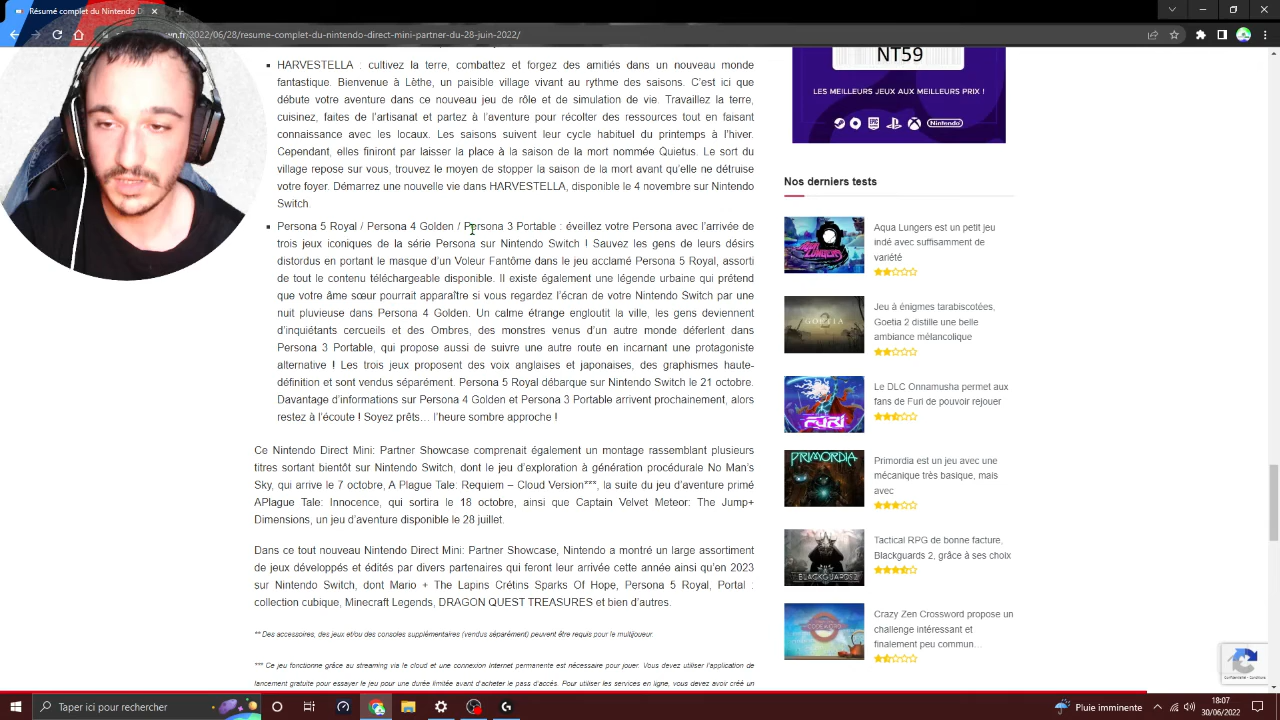 Résumé complet du Nintendo D
wn.fr/2022/06/28/resume-complet-du-nintendo-direct-mini-partner-du-28-juin-2022/
HARVESTELLA : cultivez la terre, combattez et forgez des amitiés dans un nouveau monde
fantastique. Bienvenue à Lèthe, un paisible village vivant au rythme des saisons. C'est ici que
débute votre aventure dans ce nouveau jeu de rôle et de simulation de vie. Travaillez la terre,
cuisinez, faites de l'artisanat et partez à l'aventure pour récolter des ressources tout en faisant
connaissance avec les locaux. Les saisons suivent leur cycle habituel du printemps à l'hiver.
Cependant, elles finiront par laisser la place à la saison de la mort nommée Quietus. Le sort du
village repose sur vous, trouvez le moyen de stopper la saison de la mort avant qu'elle ne détruise
votre foyer. Démarrez une nouvelle vie dans HARVESTELLA, disponible le 4 novembre sur Nintendo
Switch.
Persona 5 Royal / Persona 4 Golden / Persona 3 Portable : éveillez votre Persona avec l'arrivée de
trois jeux iconiques de la série Persona sur Nintendo Switch ! Sauvez les gens de leurs désirs
distordus en portant le masque d'un Voleur Fantôme dans le jeu acclamé Persona 5 Royal, assorti
de tout le contenu téléchargeable disponible. Il existe également une légende urbaine qui prétend
que votre âme sœur pourrait apparaître si vous regardez l'écran de votre Nintendo Switch par une
nuit pluvieuse dans Persona 4 Golden. Un calme étrange engloutit la ville, les gens deviennent
d'inquiétants cercueils et des Ombres, des monstres venus d'un autre monde déferlent dans
Persona 3 Portable, qui propose aussi de suivre une autre route en incarnant une protagoniste
alternative ! Les trois jeux proposent des voix anglaises et japonaises, des graphismes haute-
définition et sont vendus séparément. Persona 5 Royal débarque sur Nintendo Switch le 21 octobre.
Davantage d'informations sur Persona 4 Golden et Persona 3 Portable arrivent prochainement, alors
restez à l'écoute ! Soyez prêts… l'heure sombre approche !
Ce Nintendo Direct Mini: Partner Showcase comprenait également un montage rassemblant plusieurs
titres sortant bientôt sur Nintendo Switch, dont le jeu d'exploration à génération procédurale No Man's
Sky, qui arrive le 7 octobre, A Plague Tale: Requiem – Cloud Version***, la suite du jeu d'aventure primé
APlague Tale: Innocence, qui sortira le 18 octobre, ainsi que Captain Velvet Meteor: The Jump+
Dimensions, un jeu d'aventure disponible le 28 juillet.
Dans ce tout nouveau Nintendo Direct Mini: Partner Showcase, Nintendo a montré un large assortiment
de jeux développés et édités par divers partenaires qui feront leur arrivée cette année ainsi qu'en 2023
sur Nintendo Switch, dont Mario + The Lapins Crétins Sparks Of Hope, Persona 5 Royal, Portal :
collection cubique, Minecraft Legends, DRAGON QUEST TREASURES et bien d'autres.
** Des accessoires, des jeux et/ou des consoles supplémentaires (vendus séparément) peuvent être requis pour le multijoueur.
*** Ce jeu fonctionne grâce au streaming via le cloud et une connexion Internet permanente est nécessaire pour jouer. Vous devez utiliser l'application de
lancement gratuite pour essayer le jeu pour une durée limitée avant d'acheter le pass d'accès. Pour utiliser les services en ligne, vous devez avoir créé un
NT59
LES MEILLEURS JEUX AUX MEILLEURS PRIX !
Nintendo
Nos derniers tests
Aqua Lungers est un petit jeu
indé avec suffisamment de
variété
Jeu à énigmes tarabiscotées,
Goetia 2 distille une belle
ambiance mélancolique
Le DLC Onnamusha permet aux
fans de Furi de pouvoir rejouer
Primordia est un jeu avec une
mécanique très basique, mais
avec
Tactical RPG de bonne facture,
Blackguards 2, grâce à ses choix
Crazy Zen Crossword propose un
challenge intéressant et
finalement peu commun…
AQUA LUNGERS
GOETIA
FURI
PRIMORDIA
BLACKGUARDS 2
Taper ici pour rechercher
Pluie imminente
18:07
30/06/2022